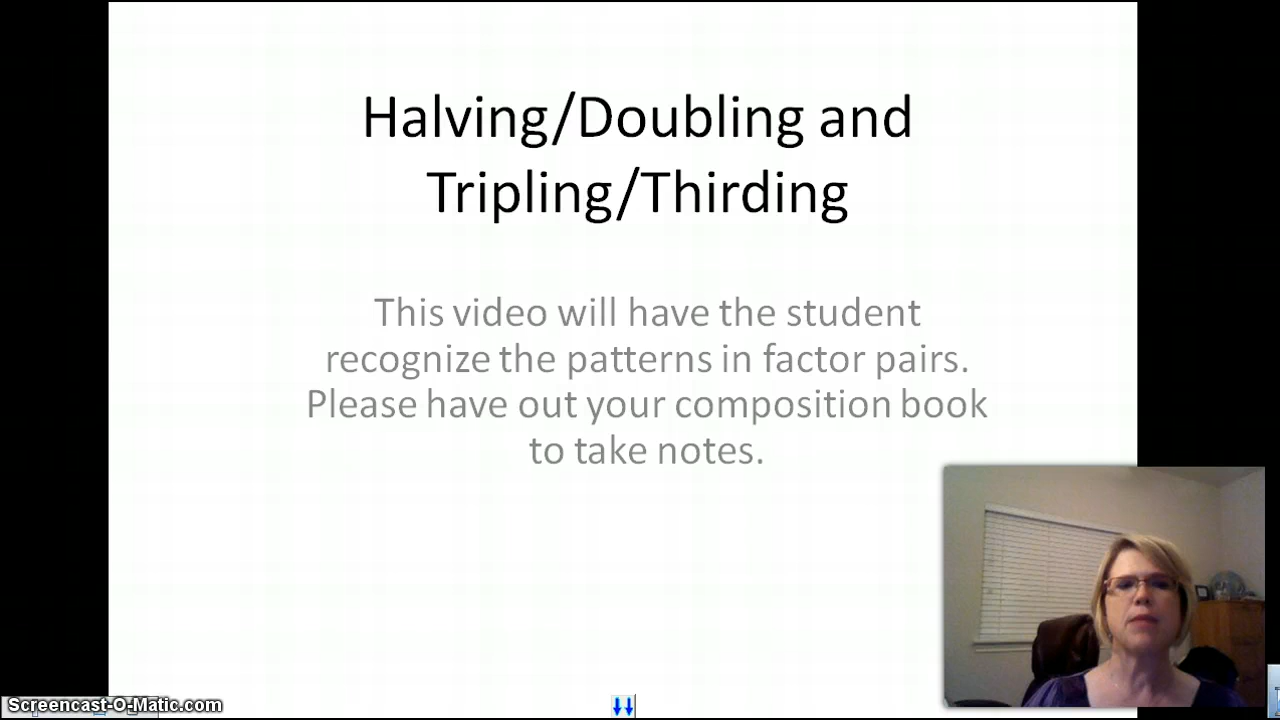 Halving/Doubling and
Tripling/Thirding
This video will have the student
recognize the patterns in factor pairs.
Please have out your composition book
to take notes.
Screencast-O-Matic.com